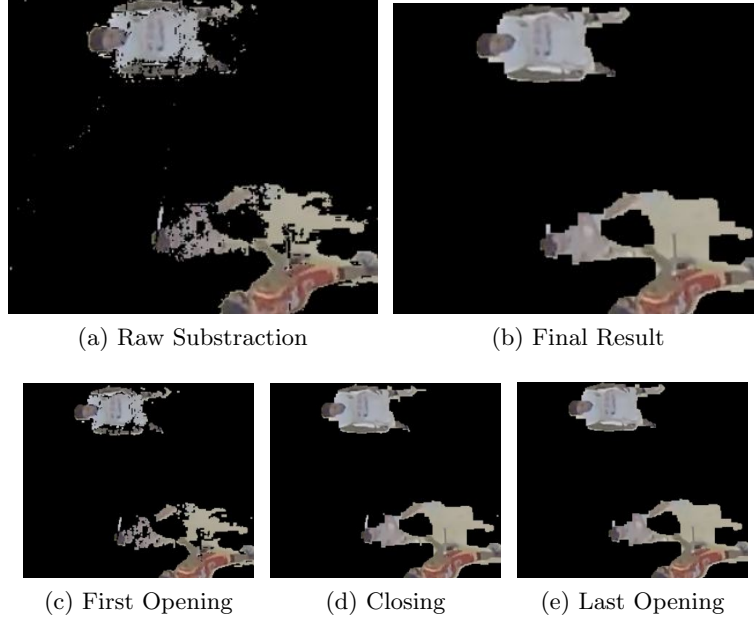 (a) Raw Substraction
(b) Final Result
(c) First Opening
(d) Closing
(e) Last Opening